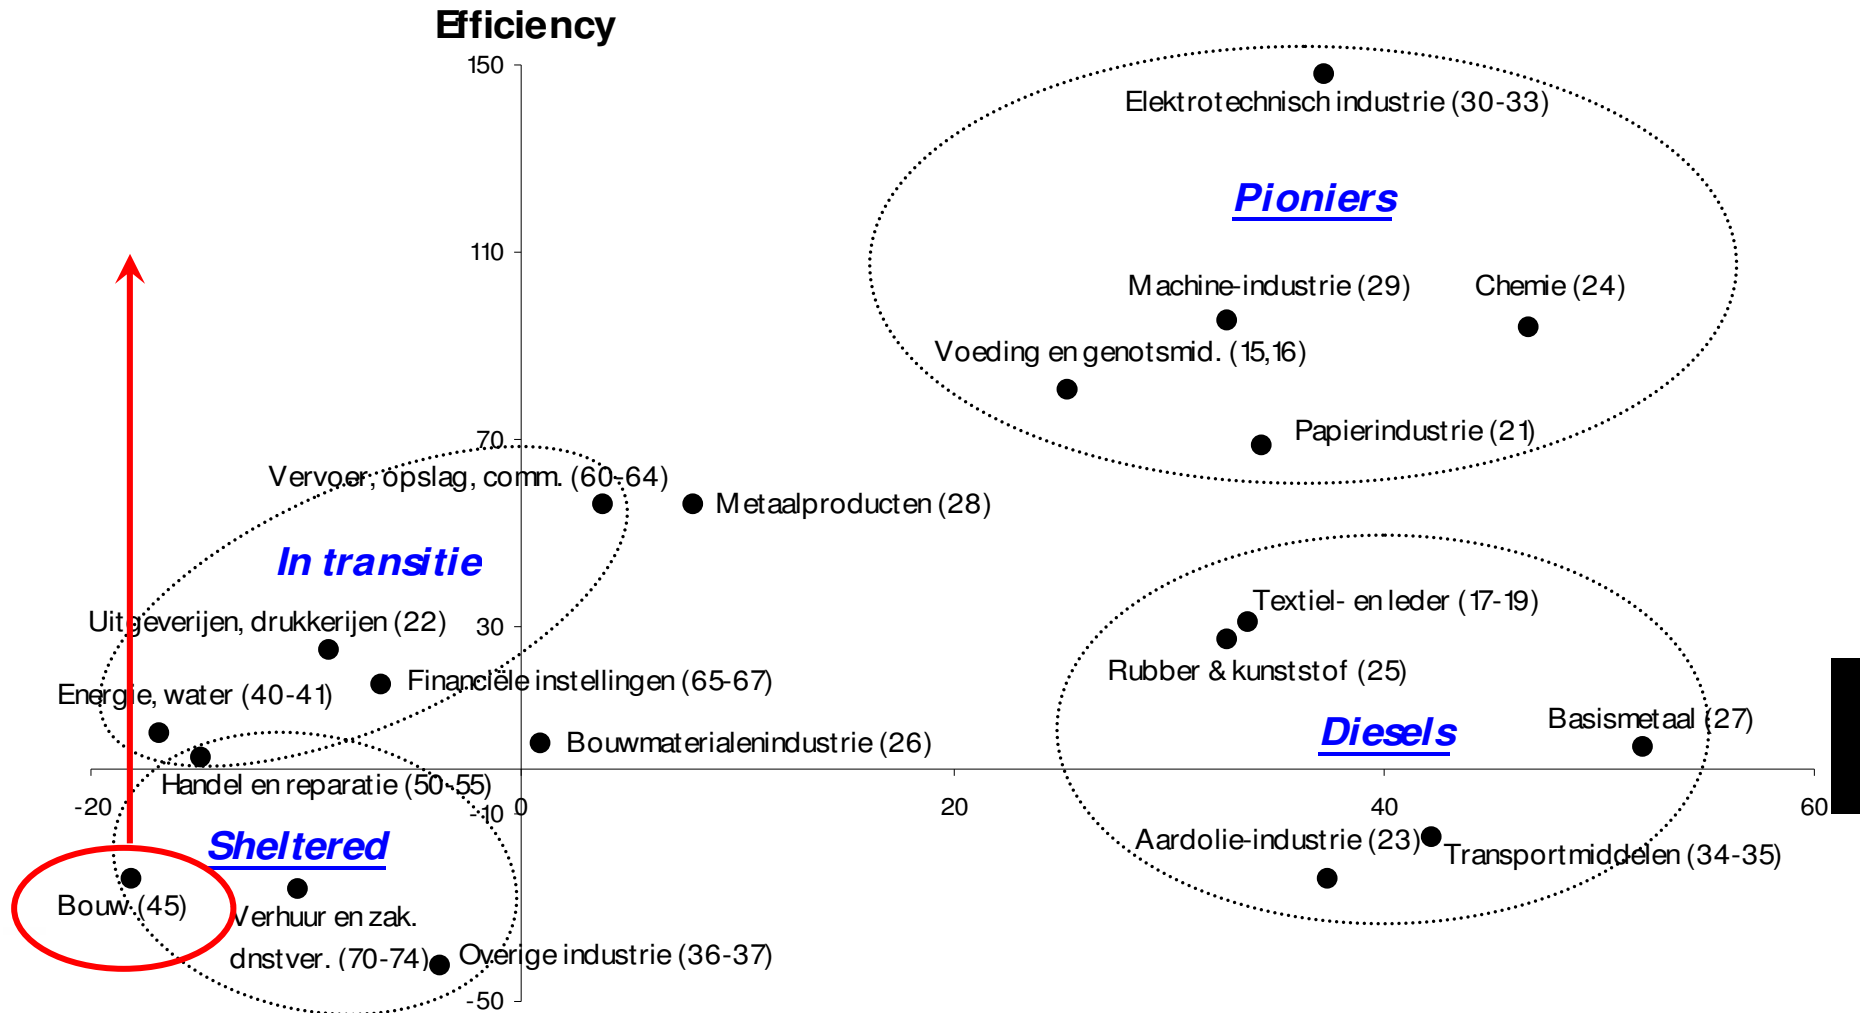 Efficiency
150
Elektrotechnisch industrie (30-33)
Pioniers
110
Machine-industrie (29)
Chemie (24)
Voeding en genotsmid. (15,16)
70
Papierindustrie (21)
Vervoer, opslag, comm. (60-64)
Metaalproducten (28)
In transitie
Textiel- en leder (17-19)
Uitgeverijen, drukkerijen (22)
30
Rubber & kunststof (25)
Financiële instellingen (65-67)
Energie, water (40-41)
Basismetaal (27)
Diesels
Bouwmaterialenindustrie (26)
Handel en reparatie (50-55)
-20
0
20
40
60
-10
Sheltered
Aardolie-industrie (23)
Transportmiddelen (34-35)
Bouw (45)
Verhuur en zak.
dnstver. (70-74)
Overige industrie (36-37)
-50